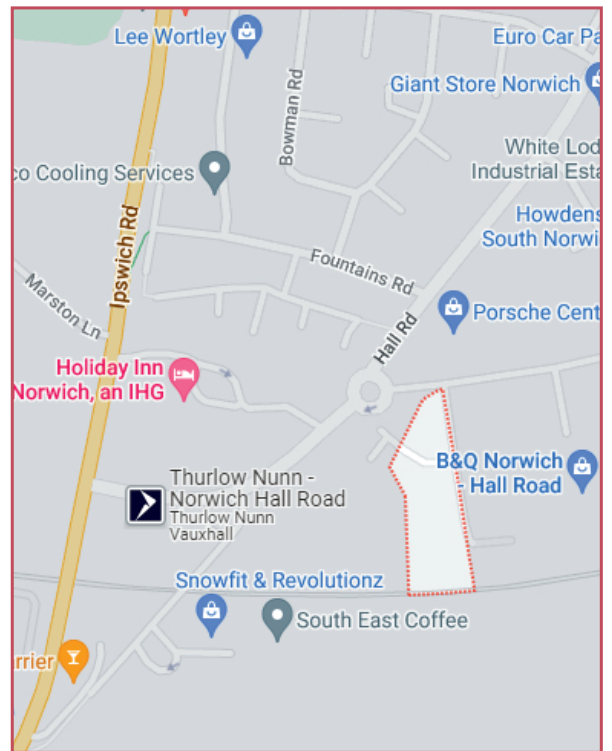 Lee Wortley
Euro Car Pa
Giant Store Norwich
Bowman Rd
White Lod
Industrial Esta
co Cooling Services
Howdens
South Norwi
Ipswich Rd
Fountains Rd
Marston Ln
Porsche Cent
Hall Rd
Holiday Inn
Norwich, an IHG
B&Q Norwich
- Hall Road
Thurlow Nunn -
Norwich Hall Road
Thurlow Nunn
Vauxhall
Snowfit & Revolutionz
South East Coffee
rrier